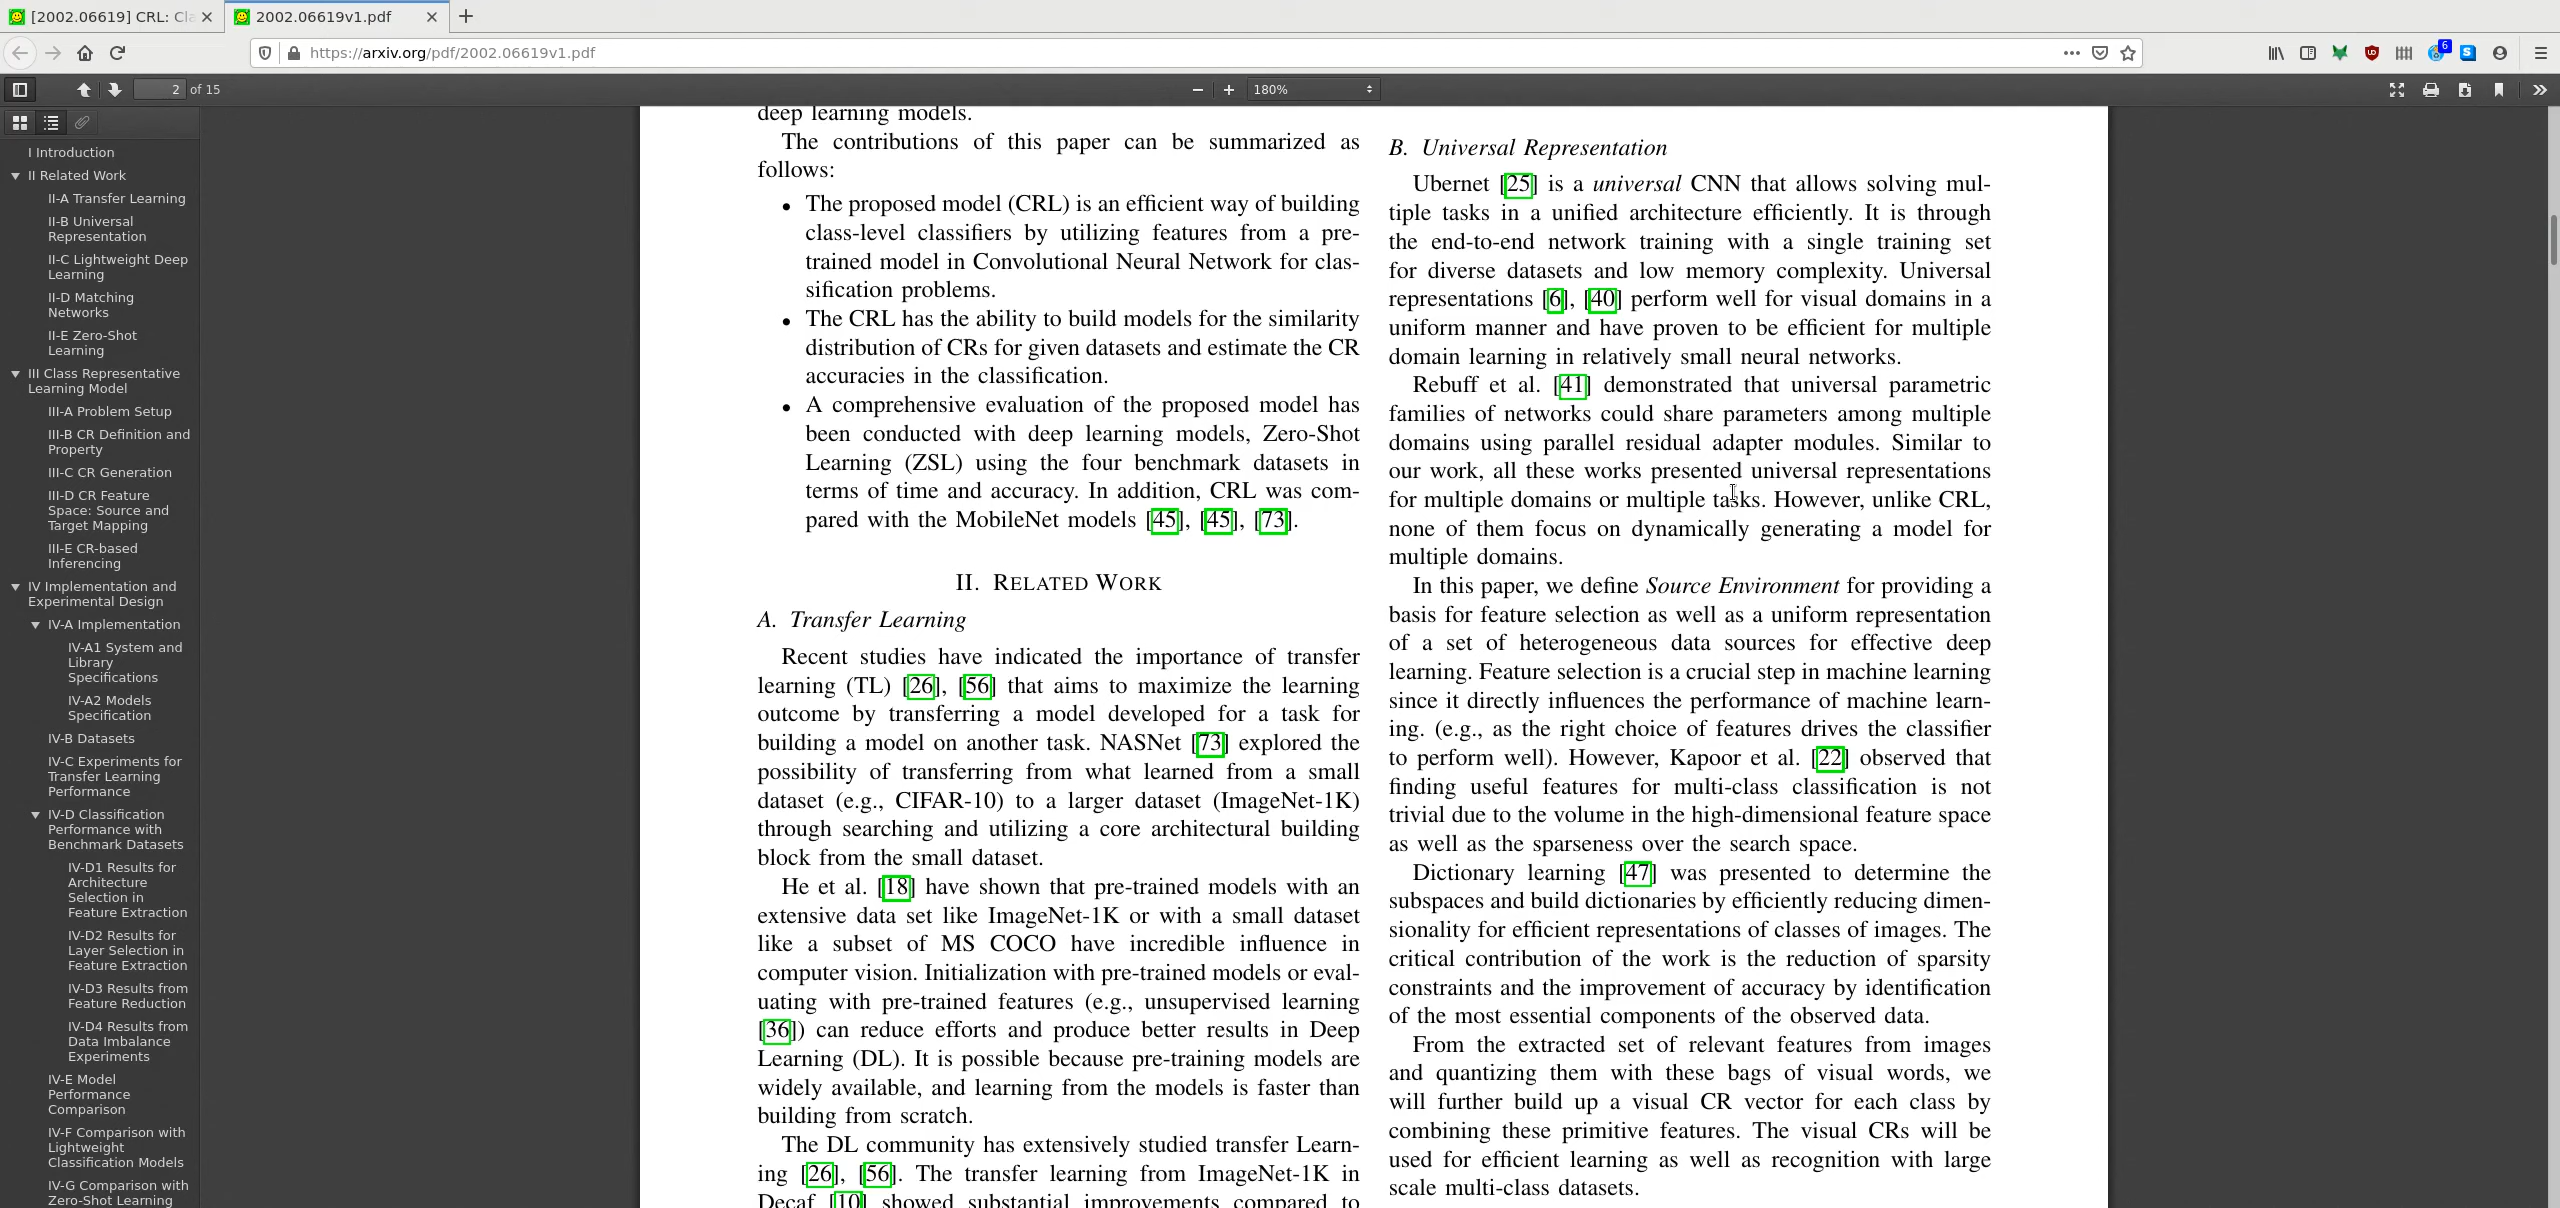 [2002.06619] CRL: Cla
2002.06619v1.pdf
https://arxiv.org/pdf/2002.06619v1.pdf
6
2 of 15
180%
I Introduction
II Related Work
II-A Transfer Learning
II-B Universal
Representation
II-C Lightweight Deep
Learning
II-D Matching
Networks
II-E Zero-Shot
Learning
III Class Representative
Learning Model
III-A Problem Setup
III-B CR Definition and
Property
III-C CR Generation
III-D CR Feature
Space: Source and
Target Mapping
III-E CR-based
Inferencing
IV Implementation and
Experimental Design
IV-A Implementation
IV-A1 System and
Library
Specifications
IV-A2 Models
Specification
IV-B Datasets
IV-C Experiments for
Transfer Learning
Performance
IV-D Classification
Performance with
Benchmark Datasets
IV-D1 Results for
Architecture
Selection in
Feature Extraction
IV-D2 Results for
Layer Selection in
Feature Extraction
IV-D3 Results from
Feature Reduction
IV-D4 Results from
Data Imbalance
Experiments
IV-E Model
Performance
Comparison
IV-F Comparison with
Lightweight
Classification Models
IV-G Comparison with
Zero-Shot Learning
deep learning models.
The contributions of this paper can be summarized as
follows:
• The proposed model (CRL) is an efficient way of building
class-level classifiers by utilizing features from a pre-
trained model in Convolutional Neural Network for clas-
sification problems.
• The CRL has the ability to build models for the similarity
distribution of CRs for given datasets and estimate the CR
accuracies in the classification.
• A comprehensive evaluation of the proposed model has
been conducted with deep learning models, Zero-Shot
Learning (ZSL) using the four benchmark datasets in
terms of time and accuracy. In addition, CRL was com-
pared with the MobileNet models [45], [45], [73].
II. RELATED WORK
A. Transfer Learning
Recent studies have indicated the importance of transfer
learning (TL) [26], [56] that aims to maximize the learning
outcome by transferring a model developed for a task for
building a model on another task. NASNet [73] explored the
possibility of transferring from what learned from a small
dataset (e.g., CIFAR-10) to a larger dataset (ImageNet-1K)
through searching and utilizing a core architectural building
block from the small dataset.
He et al. [18] have shown that pre-trained models with an
extensive data set like ImageNet-1K or with a small dataset
like a subset of MS COCO have incredible influence in
computer vision. Initialization with pre-trained models or eval-
uating with pre-trained features (e.g., unsupervised learning
[36]) can reduce efforts and produce better results in Deep
Learning (DL). It is possible because pre-training models are
widely available, and learning from the models is faster than
building from scratch.
The DL community has extensively studied transfer Learn-
ing [26], [56]. The transfer learning from ImageNet-1K in
Decaf [10] showed substantial improvements compared to
B. Universal Representation
Ubernet [25] is a universal CNN that allows solving mul-
tiple tasks in a unified architecture efficiently. It is through
the end-to-end network training with a single training set
for diverse datasets and low memory complexity. Universal
representations [6], [40] perform well for visual domains in a
uniform manner and have proven to be efficient for multiple
domain learning in relatively small neural networks.
Rebuff et al. [41] demonstrated that universal parametric
families of networks could share parameters among multiple
domains using parallel residual adapter modules. Similar to
our work, all these works presented universal representations
for multiple domains or multiple tasks. However, unlike CRL,
none of them focus on dynamically generating a model for
multiple domains.
In this paper, we define Source Environment for providing a
basis for feature selection as well as a uniform representation
of a set of heterogeneous data sources for effective deep
learning. Feature selection is a crucial step in machine learning
since it directly influences the performance of machine learn-
ing. (e.g., as the right choice of features drives the classifier
to perform well). However, Kapoor et al. [22] observed that
finding useful features for multi-class classification is not
trivial due to the volume in the high-dimensional feature space
as well as the sparseness over the search space.
Dictionary learning [47] was presented to determine the
subspaces and build dictionaries by efficiently reducing dimen-
sionality for efficient representations of classes of images. The
critical contribution of the work is the reduction of sparsity
constraints and the improvement of accuracy by identification
of the most essential components of the observed data.
From the extracted set of relevant features from images
and quantizing them with these bags of visual words, we
will further build up a visual CR vector for each class by
combining these primitive features. The visual CRs will be
used for efficient learning as well as recognition with large
scale multi-class datasets.